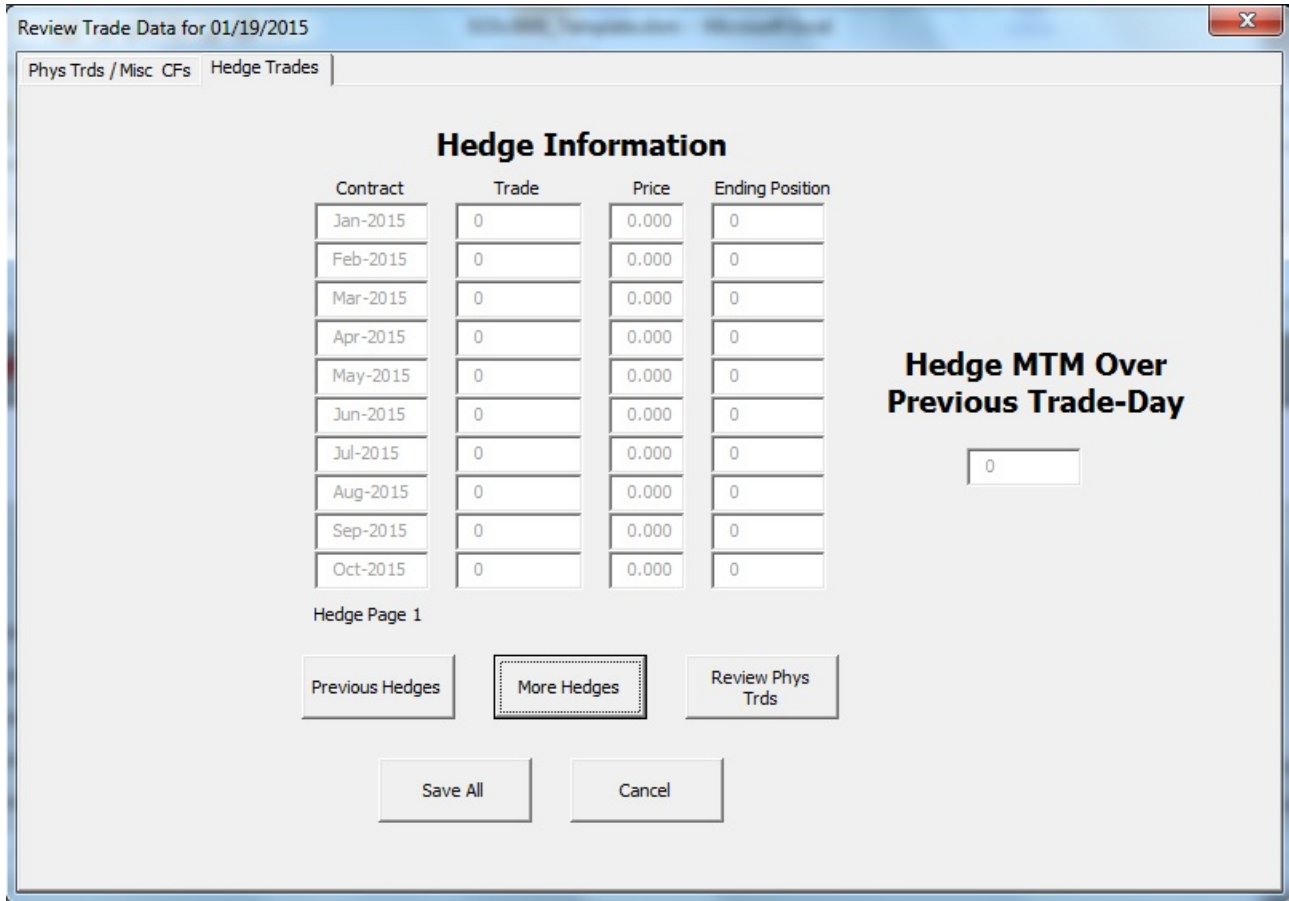 Review Trade Data for 01/19/2015
X
Phys Trds / Misc CFs Hedge Trades
Hedge Information
Contract Trade Price Ending Position
Jan-2015 0 0.000 0
Feb-2015 0 0.000 0
Mar-2015 0 0.000 0
Apr-2015 0 0.000 0
May-2015 0 0.000 0
Jun-2015 0 0.000 0
Jul-2015 0 0.000 0
Aug-2015 0 0.000 0
Sep-2015 0 0.000 0
Oct-2015 0 0.000 0
Hedge MTM Over
Previous Trade-Day
0
Hedge Page 1
Previous Hedges More Hedges Review Phys
Trds
Save All Cancel